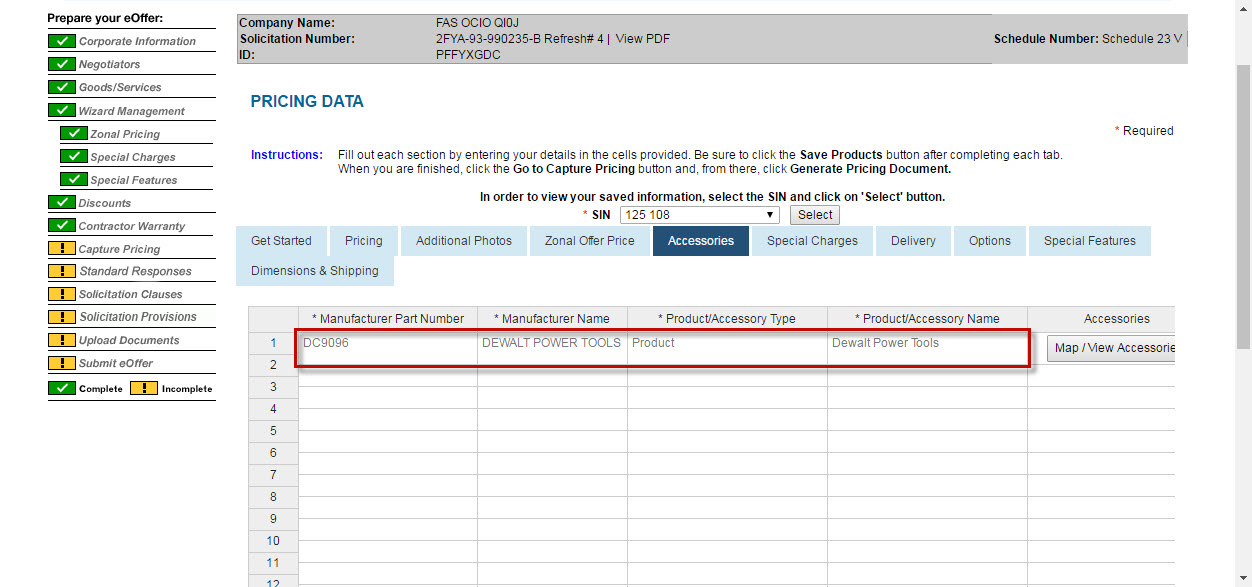 Prepare your eOffer:
Corporate Information
Negotiators
Goods/Services
Wizard Management
Zonal Pricing
Special Charges
Special Features
Discounts
Contractor Warranty
Capture Pricing
Standard Responses
Solicitation Clauses
Solicitation Provisions
Upload Documents
Submit eOffer
Complete Incomplete
Company Name: FAS OCIO QI0J
Solicitation Number: 2FYA-93-990235-B Refresh# 4 | View PDF Schedule Number: Schedule 23 V
ID: PFFYXGDC
PRICING DATA
* Required
Instructions: Fill out each section by entering your details in the cells provided. Be sure to click the Save Products button after completing each tab.
When you are finished, click the Go to Capture Pricing button and, from there, click Generate Pricing Document.
In order to view your saved information, select the SIN and click on 'Select' button.
* SIN 125 108 Select
Get Started Pricing Additional Photos Zonal Offer Price Accessories Special Charges Delivery Options Special Features
Dimensions & Shipping
* Manufacturer Part Number * Manufacturer Name * Product/Accessory Type * Product/Accessory Name Accessories
1 DC9096 DEWALT POWER TOOLS Product Dewalt Power Tools Map / View Accessorie
2
3
4
5
6
7
8
9
10
11
12